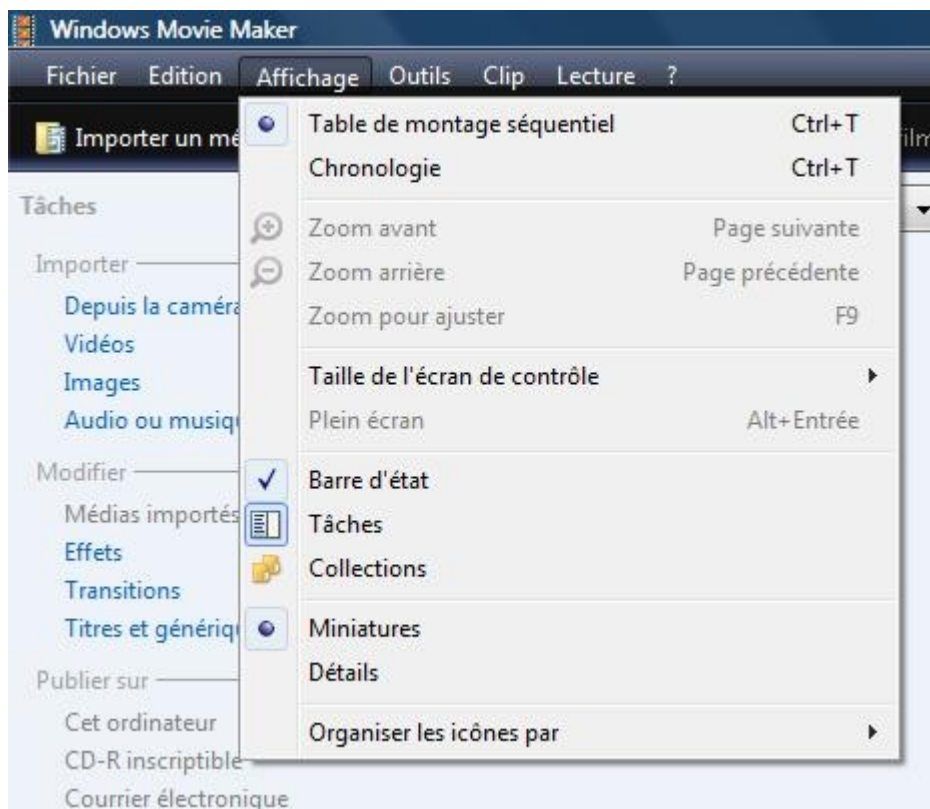 Windows Movie Maker
Fichier Edition Affichage Outils Clip Lecture ?
Importer un mé
Table de montage séquentiel Ctrl+T
Chronologie Ctrl+T
Zoom avant Page suivante
Zoom arrière Page précédente
Zoom pour ajuster F9
Taille de l'écran de contrôle
Plein écran Alt+Entrée
Barre d'état
Tâches
Collections
Miniatures
Détails
Organiser les icônes par
Tâches
Importer
Depuis la caméra
Vidéos
Images
Audio ou musiq
Modifier
Médias importés
Effets
Transitions
Titres et génériq
Publier sur
Cet ordinateur
CD-R inscriptible
Courrier électronique